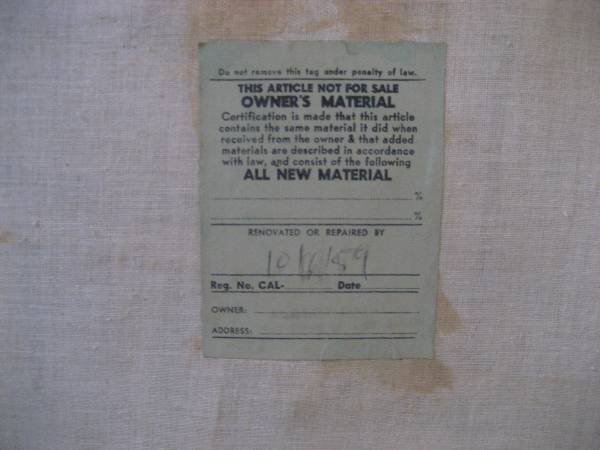 Do not remove this tag under penalty of law.
THIS ARTICLE NOT FOR SALE
OWNER'S MATERIAL
Certification is made that this article
contains the same material it did when
received from the owner & that added
materials are described in accordance
with law, and consist of the following
ALL NEW MATERIAL
%
%
RENOVATED OR REPAIRED BY
10
Reg. No. CAL- Date
OWNER:
ADDRESS: